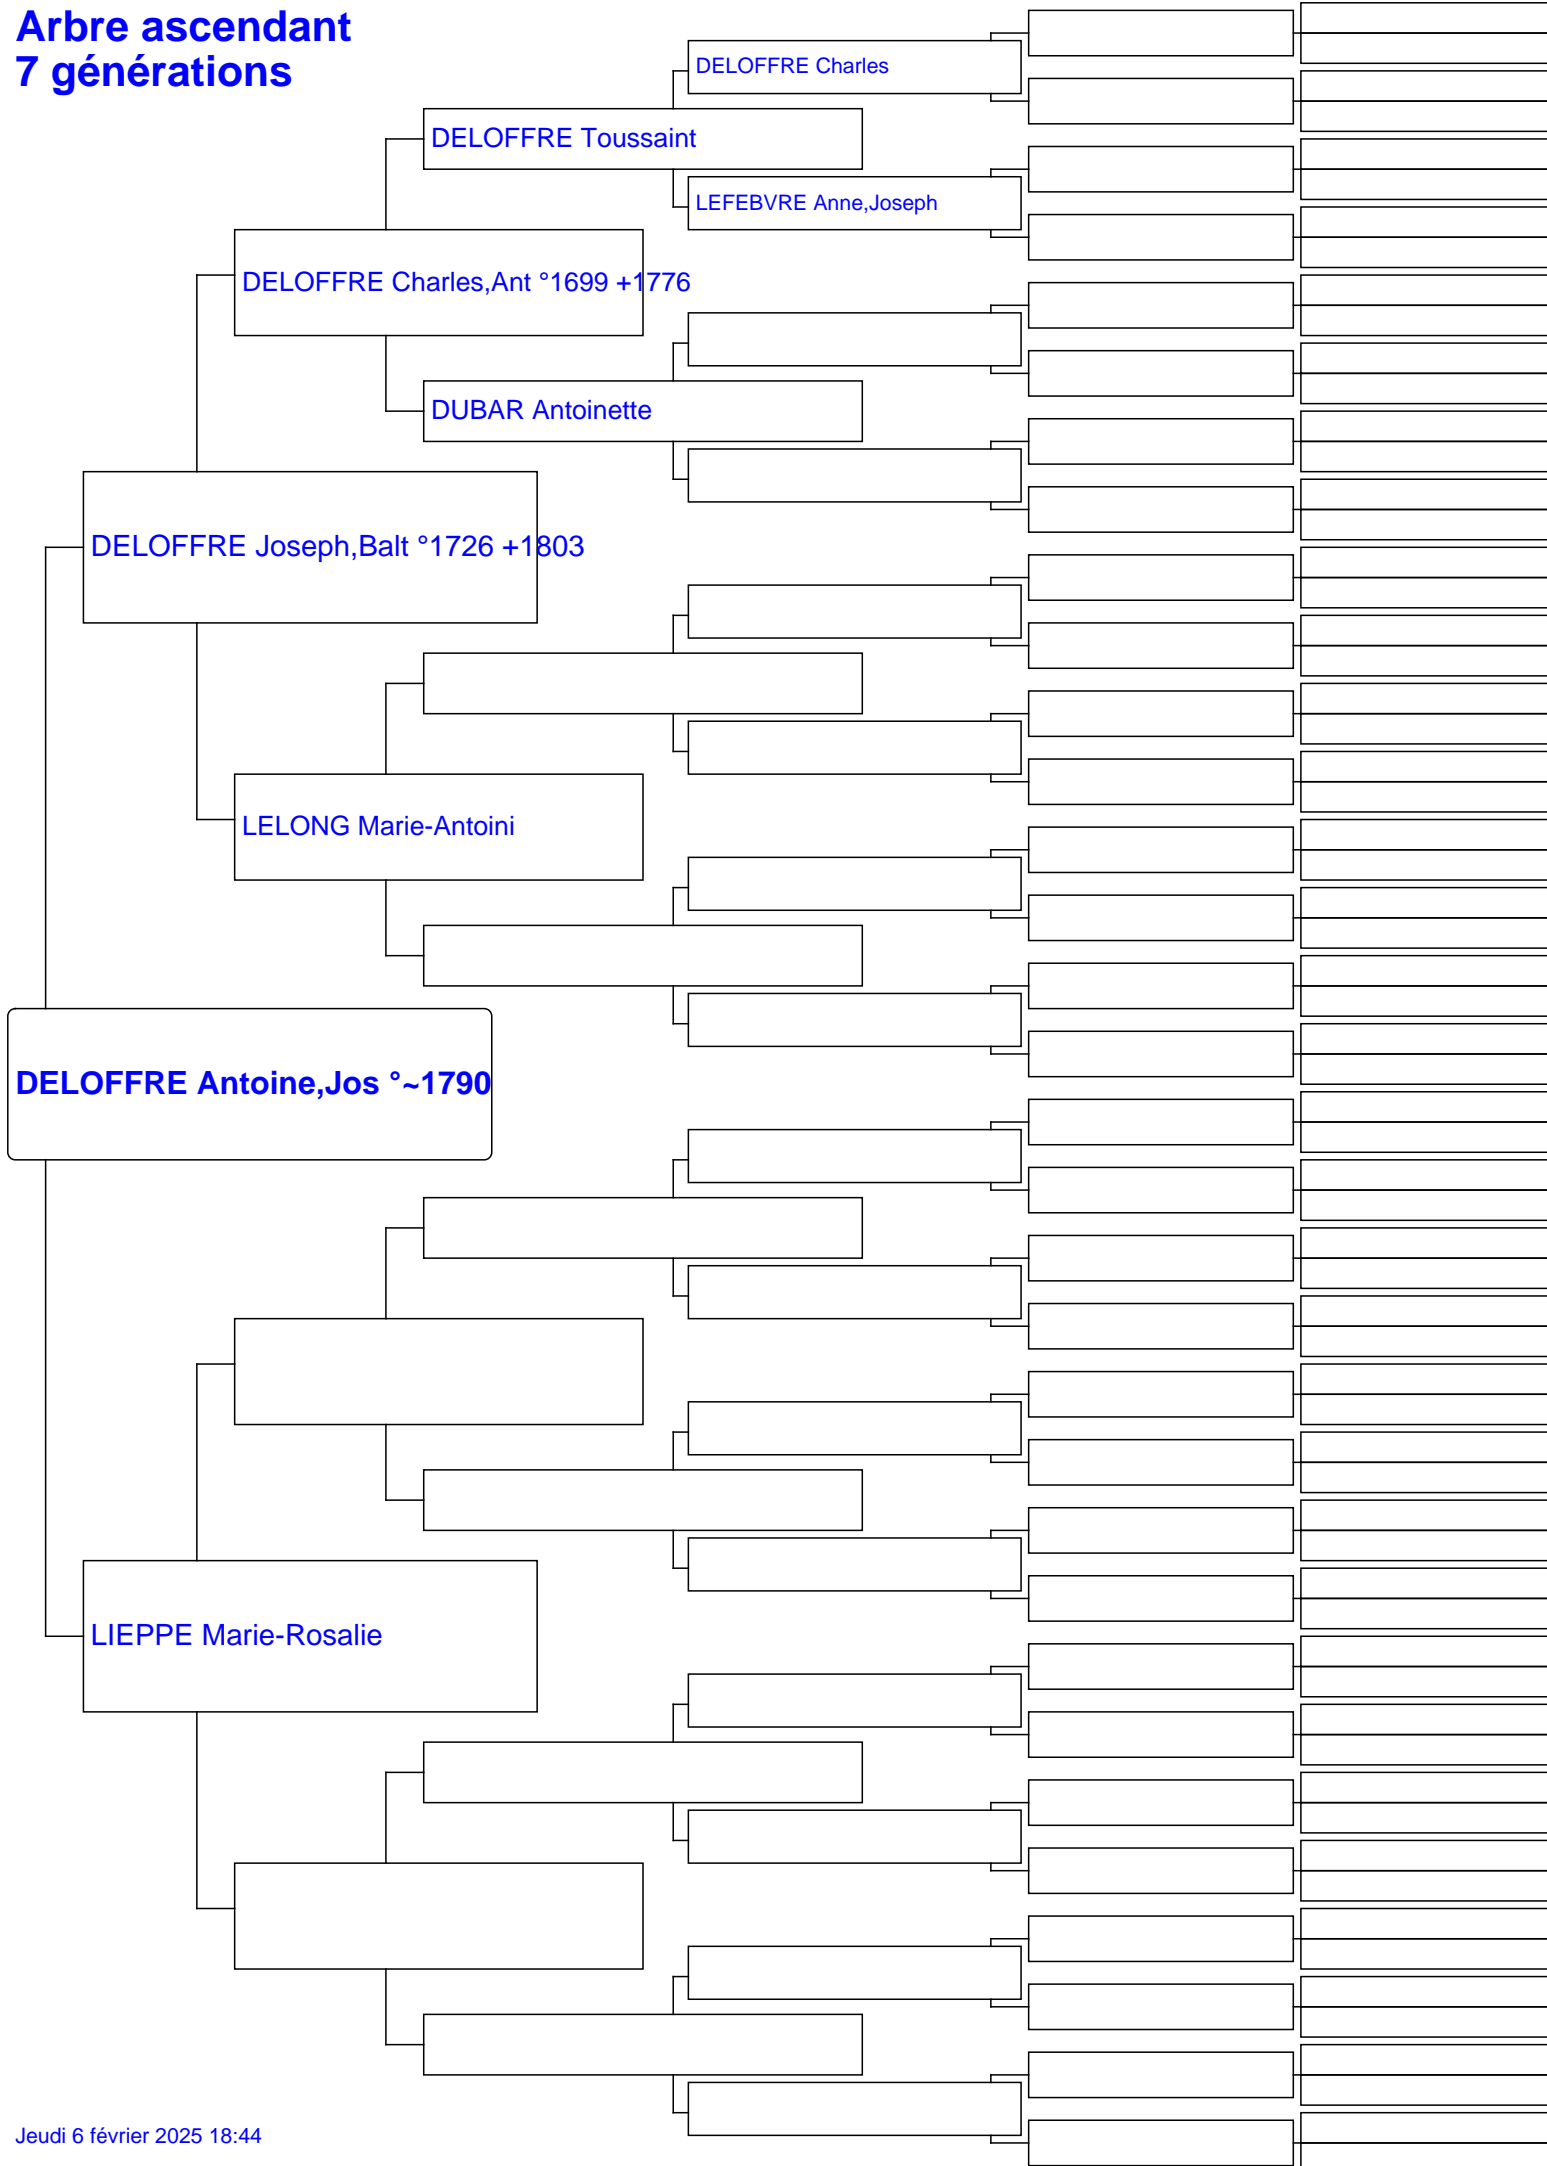 Arbre ascendant
7 générations
DELOFFRE Charles
DELOFFRE Toussaint
LEFEBVRE Anne,Joseph
DELOFFRE Charles,Ant °1699 +1776
DUBAR Antoinette
DELOFFRE Joseph,Balt °1726 +1803
LELONG Marie-Antoini
DELOFFRE Antoine,Jos °~1790
LIEPPE Marie-Rosalie
Jeudi 6 février 2025 18:44